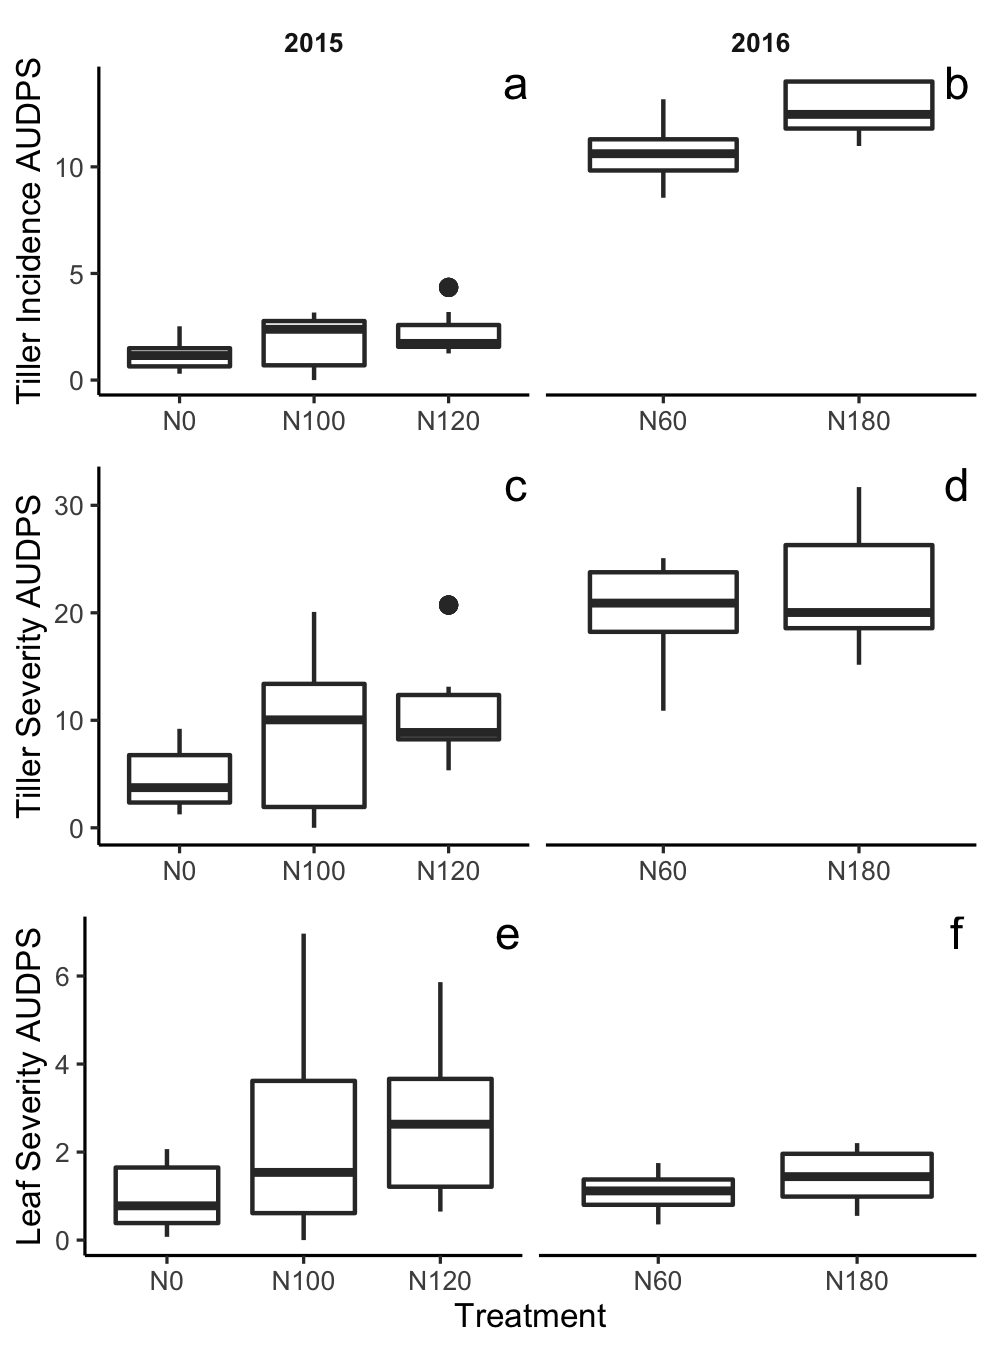 2015
2016
Tiller Incidence AUDPS
a
b
10
5
0
N0
N100
N120
N60
N180
Tiller Severity AUDPS
c
d
30
20
10
0
N0
N100
N120
N60
N180
Leaf Severity AUDPS
e
f
6
4
2
0
N0
N100
N120
N60
N180
Treatment